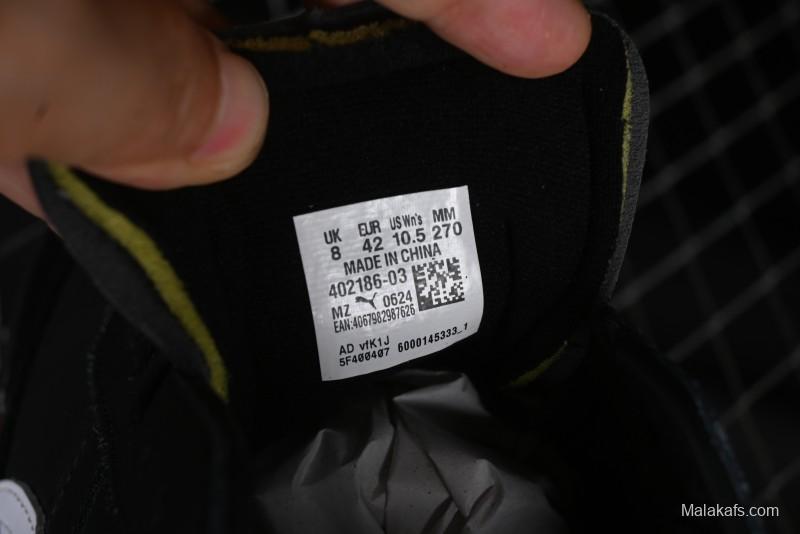 UK EUR US Wn's MM
8 42 10.5 270
MADE IN CHINA
402186-03
MZ 0624
EAN:4067982987626
AD vfK1J
5F400407 6000145333_1
Malakafs.com